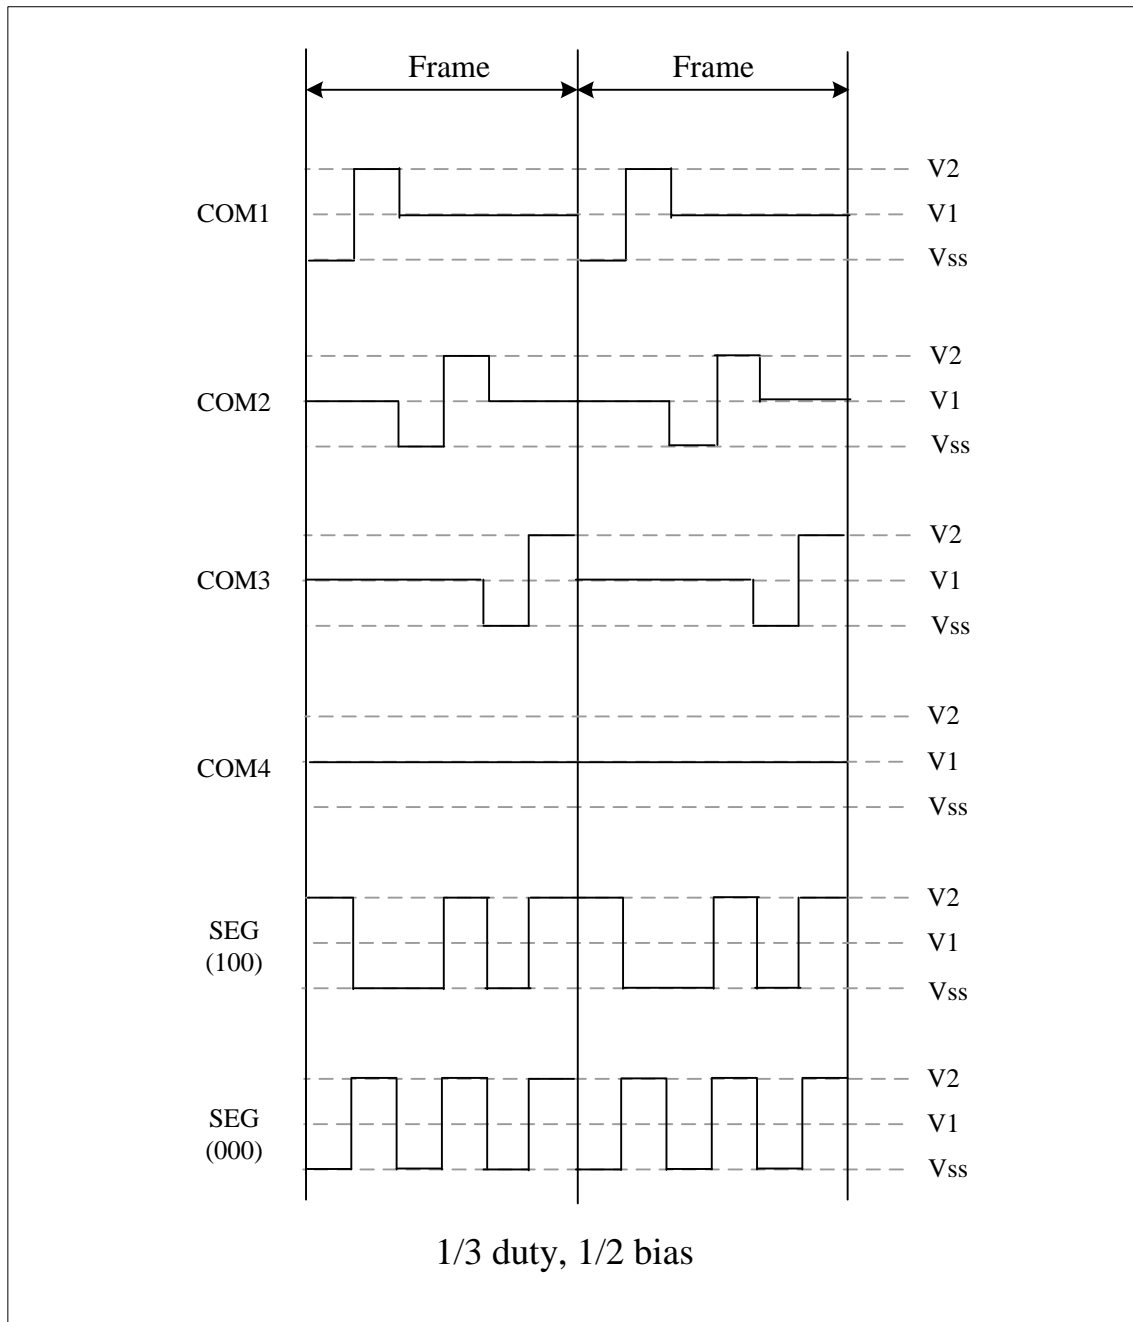 Frame
Frame
V2
COM1
V1
Vss
V2
COM2
V1
Vss
V2
COM3
V1
Vss
V2
COM4
V1
Vss
V2
SEG
(100)
V1
Vss
V2
SEG
(000)
V1
Vss
1/3 duty, 1/2 bias